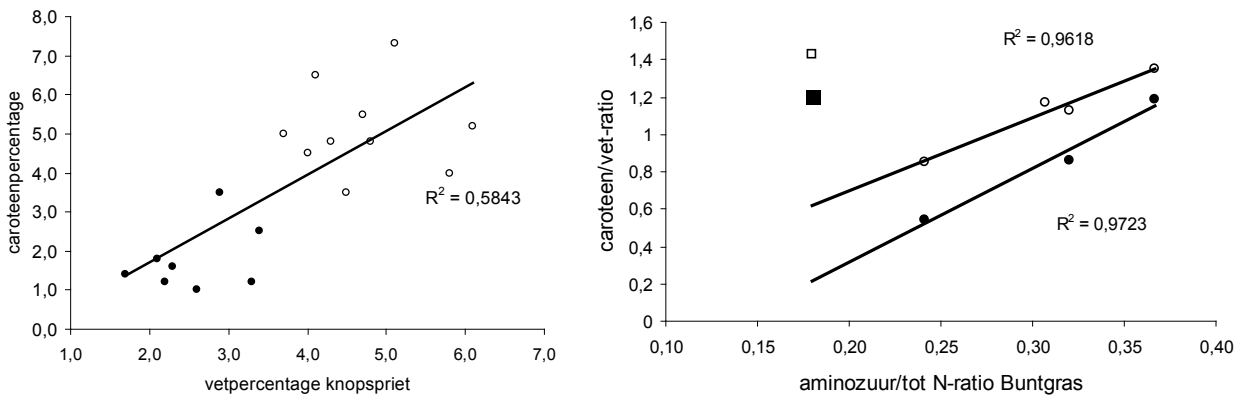 8,0
7,0
6,0
5,0
4,0
3,0
2,0
1,0
0,0
caroteenpercentage
R² = 0,5843
1,0 2,0 3,0 4,0 5,0 6,0 7,0
vetpercentage knopspriet
1,6
1,4
1,2
1
0,8
0,6
0,4
0,2
0
caroteen/vet-ratio
R² = 0,9618
R² = 0,9723
0,10 0,15 0,20 0,25 0,30 0,35 0,40
aminozuur/tot N-ratio Buntgras